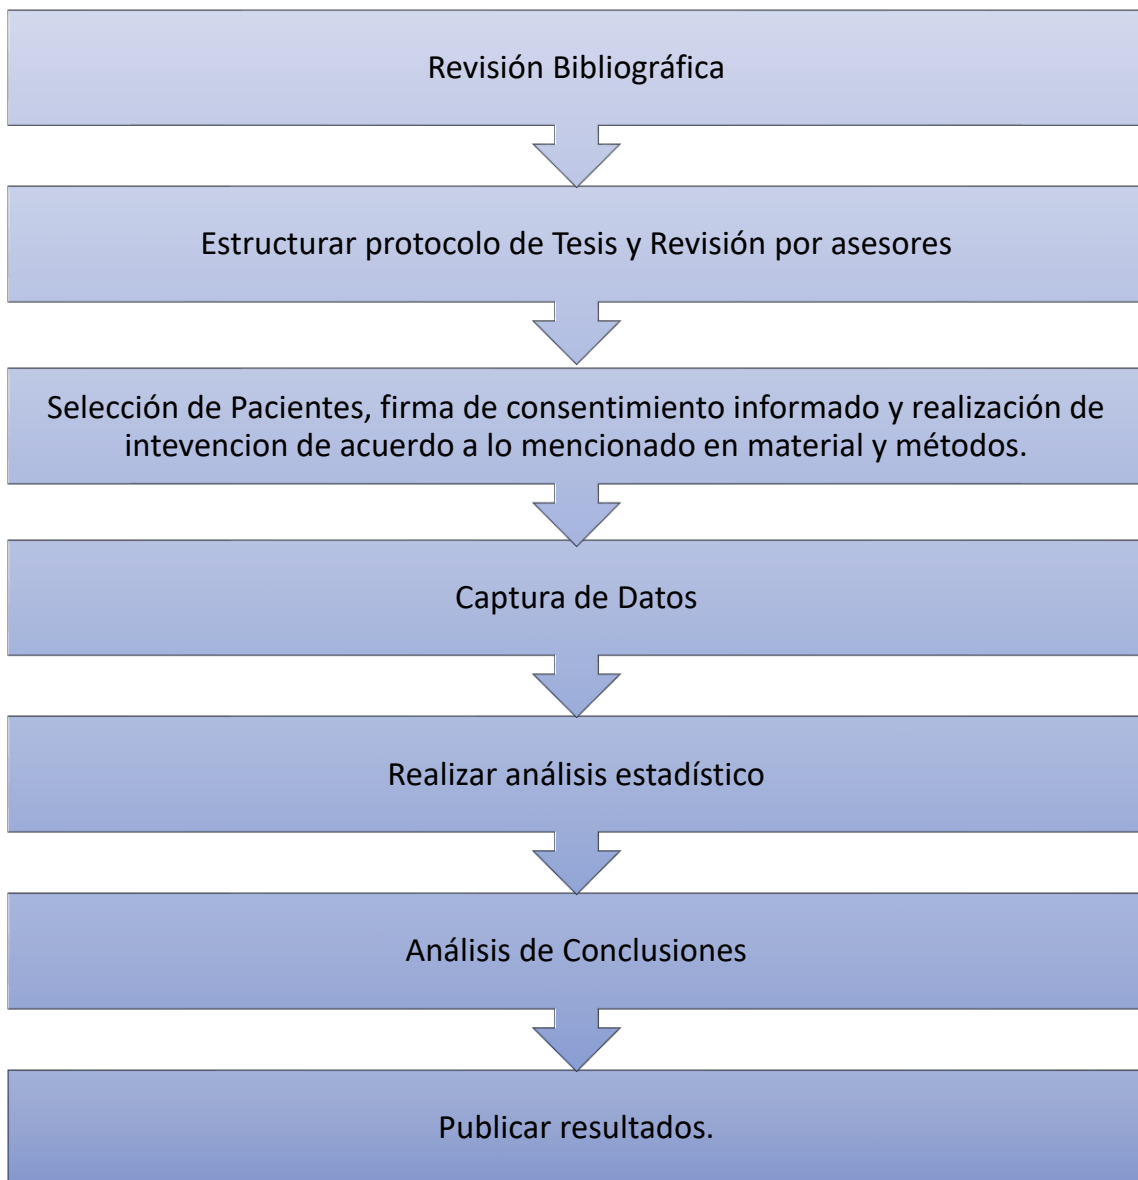 Revisión Bibliográfica
Estructurar protocolo de Tesis y Revisión por asesores
Selección de Pacientes, firma de consentimiento informado y realización de
intevencion de acuerdo a lo mencionado en material y métodos.
Captura de Datos
Realizar análisis estadístico
Análisis de Conclusiones
Publicar resultados.